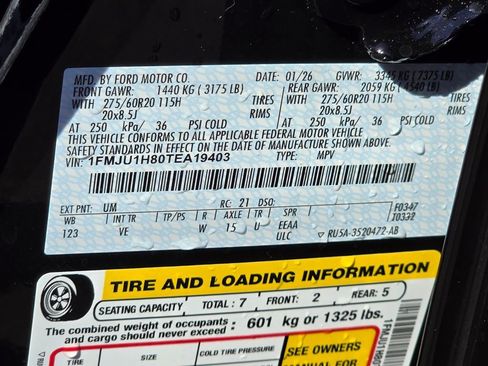 MFD. BY FORD MOTOR CO.
DATE: 01/26 GVWR: 3345 KG ( 7375 LB)
FRONT GAWR: 1440 KG ( 3175 LB) REAR GAWR: 2059 KG ( 4540 LB)
WITH 275/60R20 115H TIRES WITH 275/60R20 115H TIRES
20x8.5J RIMS 20x8.5J RIMS
AT 250 kPa/ 36 PSI COLD AT 250 kPa/ 36 PSI COLD
THIS VEHICLE CONFORMS TO ALL APPLICABLE FEDERAL MOTOR VEHICLE
SAFETY STANDARDS IN EFFECT ON THE DATE OF MANUFACTURE SHOWN ABOVE.
VIN: 1FMJU1H80TEA19403 TYPE: MPV
EXT PNT: UM RC: 21 DSO: F0347
WB INT TR TP/PS R AXLE TR SPR T0332
123 VE W 15 U EEAA
ULC RU5A-3520472-AB
TIRE AND LOADING INFORMATION
SEATING CAPACITY TOTAL : 7 FRONT : 2 REAR: 5
The combined weight of occupants
and cargo should never exceed : 601 kg or 1325 lbs.
TIRE SIZE COLD TIRE PRESSURE SEE OWNERS